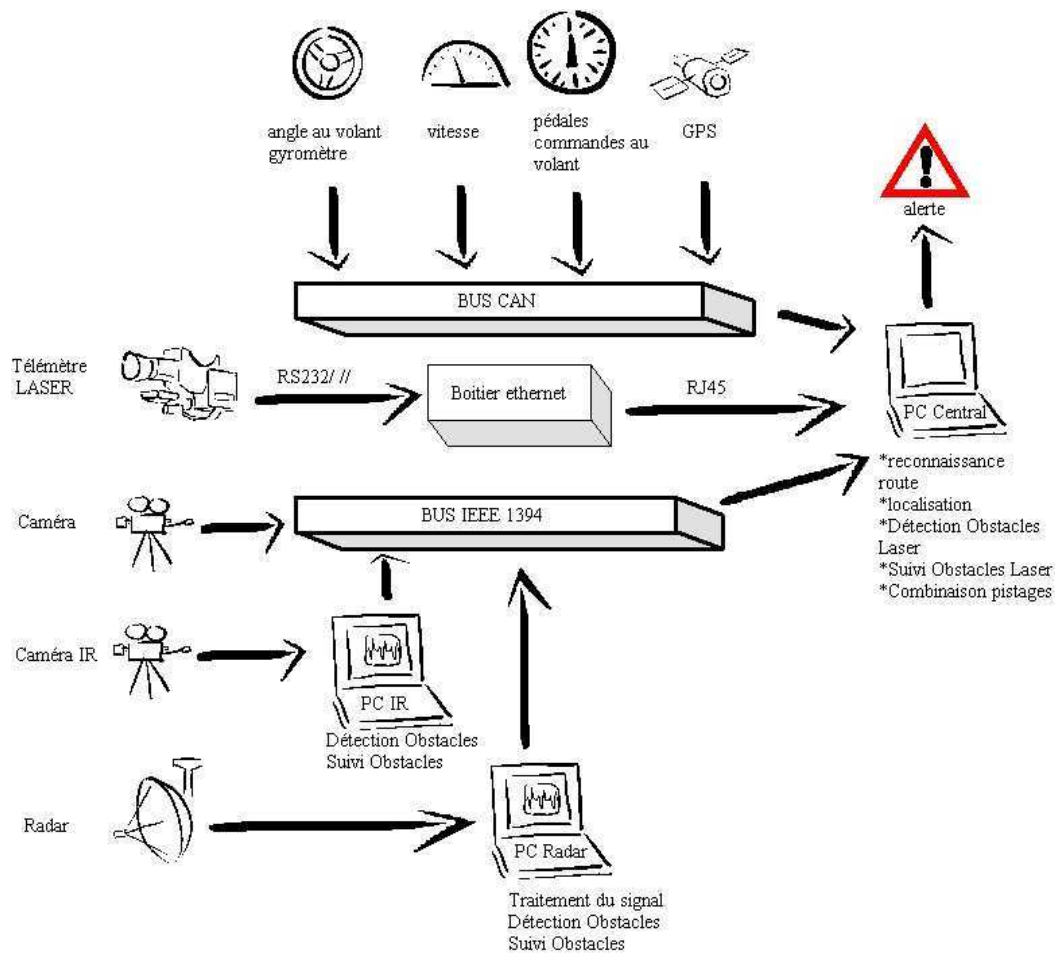 angle au volant
gyromètre
vitesse
pédales
commandes au
volant
GPS
alerte
BUS CAN
Télémètre
LASER
RS232/ //
Boitier ethernet
RJ45
PC Central
*reconnaissance
route
*localisation
*Détection Obstacles
Laser
*Suivi Obstacles Laser
*Combinaison pistages
Caméra
BUS IEEE 1394
Caméra IR
PC IR
Détection Obstacles
Suivi Obstacles
Radar
PC Radar
Traitement du signal
Détection Obstacles
Suivi Obstacles